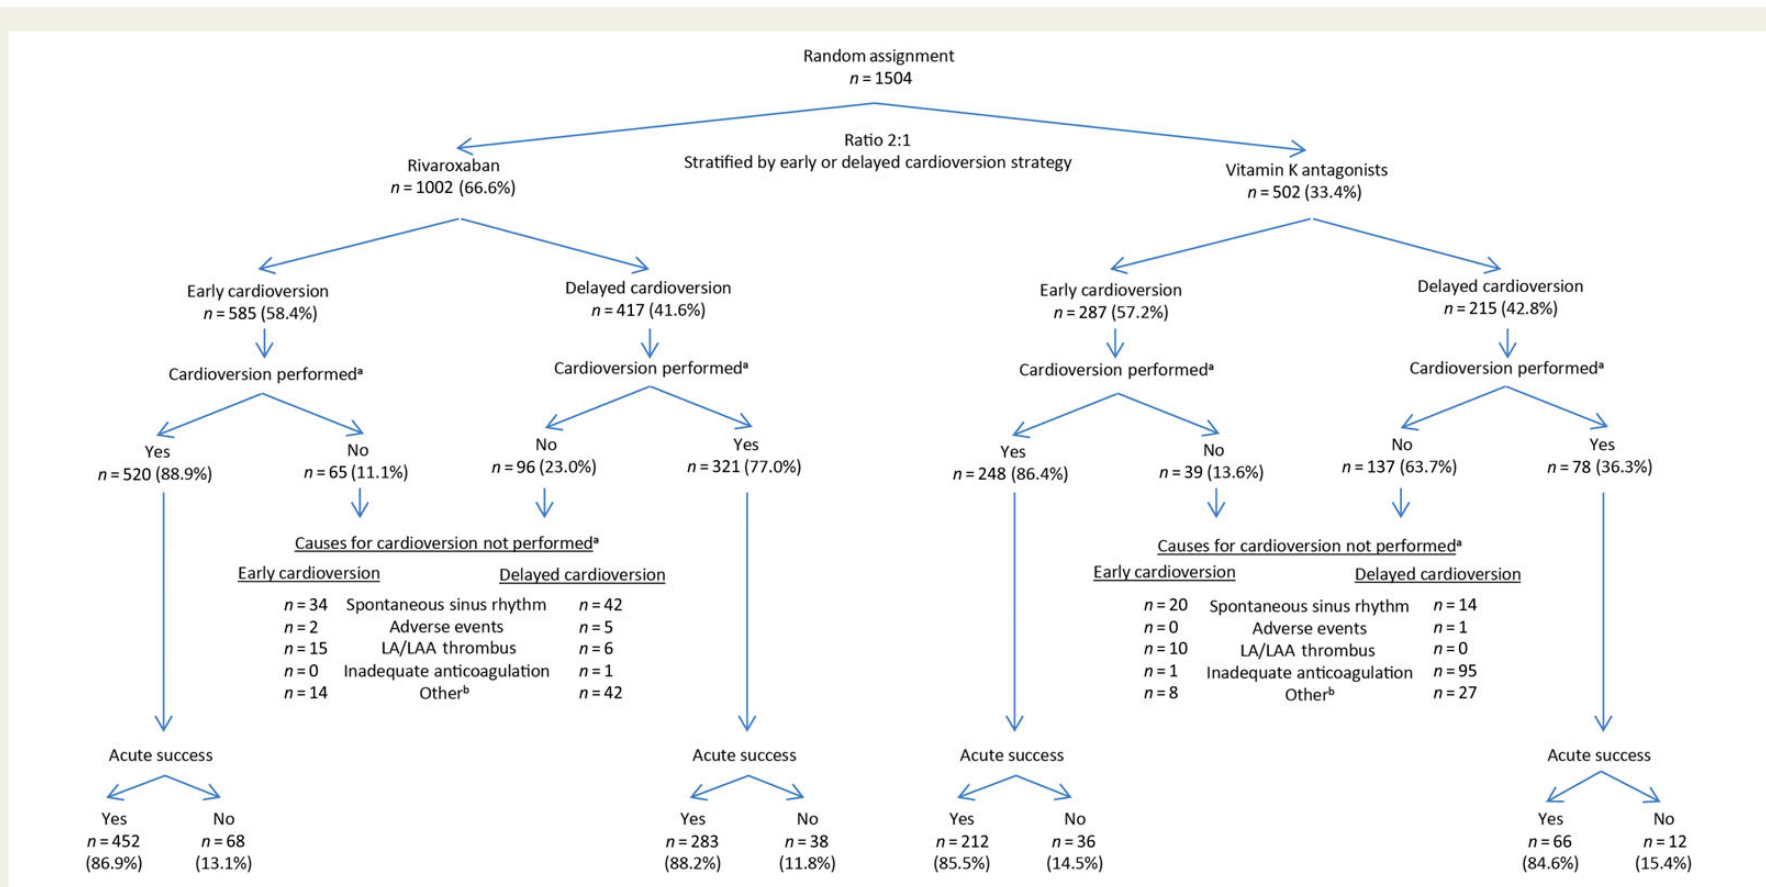 Random assignment
n = 1504
Ratio 2:1
Stratified by early or delayed cardioversion strategy
Rivaroxaban
n = 1002 (66.6%)
Vitamin K antagonists
n = 502 (33.4%)
Early cardioversion
n = 585 (58.4%)
Delayed cardioversion
n = 417 (41.6%)
Early cardioversion
n = 287 (57.2%)
Delayed cardioversion
n = 215 (42.8%)
Cardioversion performedᵃ
Cardioversion performedᵃ
Cardioversion performedᵃ
Cardioversion performedᵃ
Yes
n = 520 (88.9%)
No
n = 65 (11.1%)
No
n = 96 (23.0%)
Yes
n = 321 (77.0%)
Yes
n = 248 (86.4%)
No
n = 39 (13.6%)
No
n = 137 (63.7%)
Yes
n = 78 (36.3%)
Causes for cardioversion not performedᵃ
Early cardioversion Delayed cardioversion
n = 34 Spontaneous sinus rhythm n = 42
n = 2 Adverse events n = 5
n = 15 LA/LAA thrombus n = 6
n = 0 Inadequate anticoagulation n = 1
n = 14 Otherᵇ n = 42
Causes for cardioversion not performedᵃ
Early cardioversion Delayed cardioversion
n = 20 Spontaneous sinus rhythm n = 14
n = 0 Adverse events n = 1
n = 10 LA/LAA thrombus n = 0
n = 1 Inadequate anticoagulation n = 95
n = 8 Otherᵇ n = 27
Acute success
Yes
n = 452
(86.9%)
No
n = 68
(13.1%)
Acute success
Yes
n = 283
(88.2%)
No
n = 38
(11.8%)
Acute success
Yes
n = 212
(85.5%)
No
n = 36
(14.5%)
Acute success
Yes
n = 66
(84.6%)
No
n = 12
(15.4%)